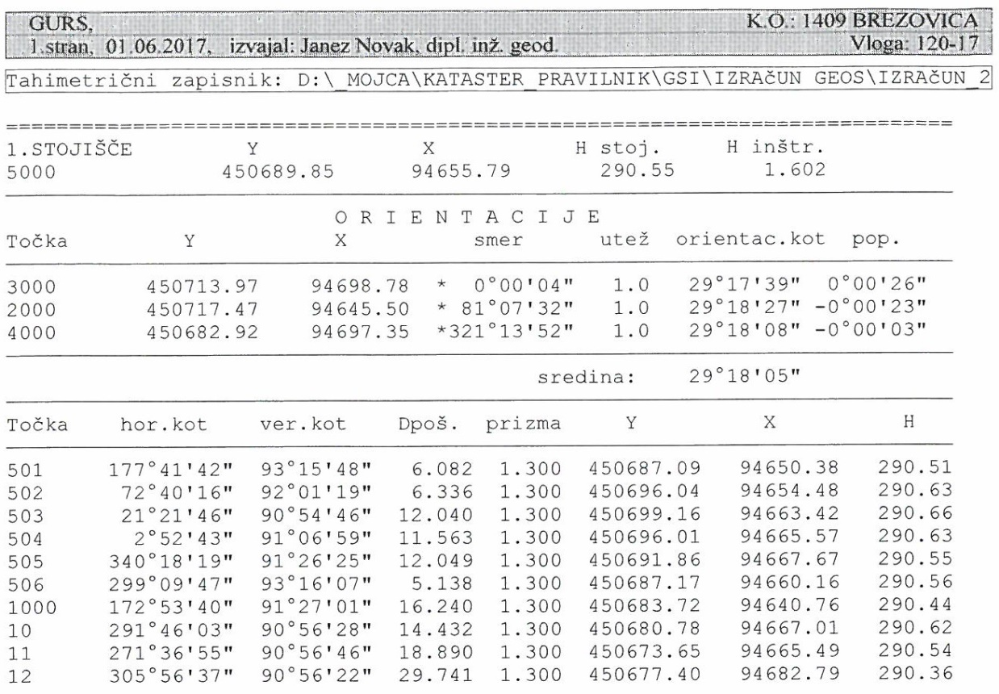 GURS, K.O.: 1409 BREZOVICA
1.stran, 01.06.2017, izvajal: Janez Novak, dipl. inž. geod. Vloga: 120-17
Tahimetrični zapisnik: D:\_MOJCA\KATASTER_PRAVILNIK\GSI\IZRAčUN GEOS\IZRAčUN_2
1.STOJIŠČE Y X H stoj. H inštr.
5000 450689.85 94655.79 290.55 1.602
O R I E N T A C I J E
Točka Y X smer utež orientac.kot pop.
3000 450713.97 94698.78 * 0°00'04" 1.0 29°17'39" 0°00'26"
2000 450717.47 94645.50 * 81°07'32" 1.0 29°18'27" -0°00'23"
4000 450682.92 94697.35 *321°13'52" 1.0 29°18'08" -0°00'03"
sredina: 29°18'05"
Točka hor.kot ver.kot Dpoš. prizma Y X H
501 177°41'42" 93°15'48" 6.082 1.300 450687.09 94650.38 290.51
502 72°40'16" 92°01'19" 6.336 1.300 450696.04 94654.48 290.63
503 21°21'46" 90°54'46" 12.040 1.300 450699.16 94663.42 290.66
504 2°52'43" 91°06'59" 11.563 1.300 450696.01 94665.57 290.63
505 340°18'19" 91°26'25" 12.049 1.300 450691.86 94667.67 290.55
506 299°09'47" 93°16'07" 5.138 1.300 450687.17 94660.16 290.56
1000 172°53'40" 91°27'01" 16.240 1.300 450683.72 94640.76 290.44
10 291°46'03" 90°56'28" 14.432 1.300 450680.78 94667.01 290.62
11 271°36'55" 90°56'46" 18.890 1.300 450673.65 94665.49 290.54
12 305°56'37" 90°56'22" 29.741 1.300 450677.40 94682.79 290.36